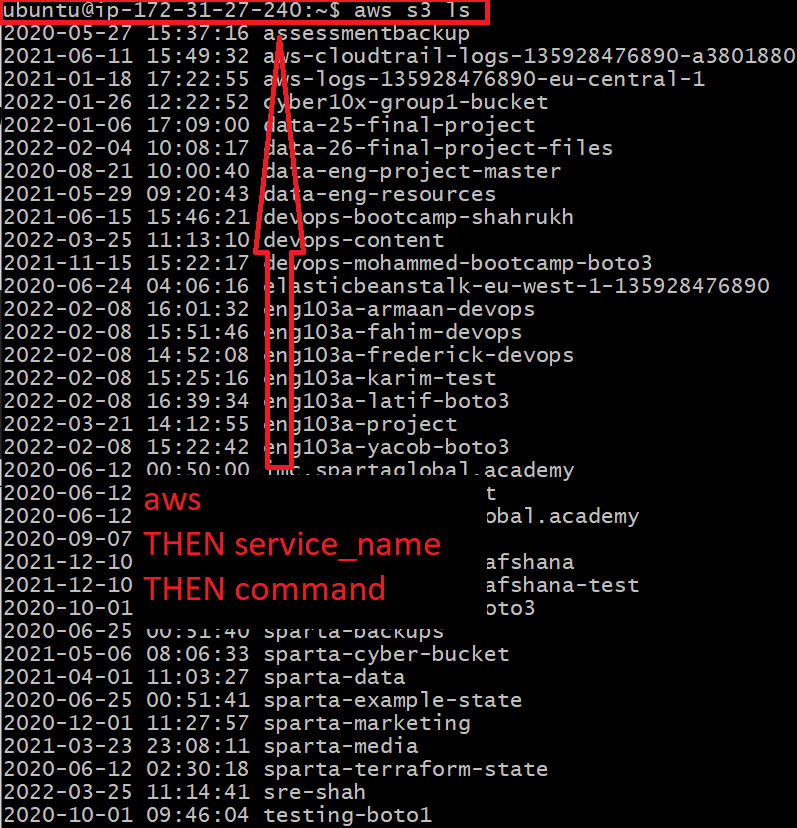 ubuntu@ip-172-31-27-240:~$ aws s3 ls
2020-05-27 15:37:16 assessmentbackup
2020-06-11 15:49:32 aws-cloudtrail-logs-135928476890-a3801880
2021-01-18 17:22:55 aws-logs-135928476890-eu-central-1
2022-01-26 12:22:52 cyber10x-group1-bucket
2022-01-06 17:09:00 data-25-final-project
2022-02-04 10:08:17 data-26-final-project-files
2020-08-21 10:00:40 data-eng-project-master
2021-05-29 09:20:43 data-eng-resources
2021-06-15 15:46:21 devops-bootcamp-shahrukh
2022-03-25 11:13:10 devops-content
2021-11-15 15:22:17 devops-mohammed-bootcamp-boto3
2020-06-24 04:06:16 elasticbeanstalk-eu-west-1-135928476890
2022-02-08 16:01:32 eng103a-armaan-devops
2022-02-08 15:51:46 eng103a-fahim-devops
2022-02-08 14:52:08 eng103a-frederick-devops
2022-02-08 15:25:16 eng103a-karim-test
2022-02-08 16:39:34 eng103a-latif-boto3
2022-03-21 14:12:55 eng103a-project
2022-02-08 15:22:42 eng103a-yacob-boto3
2020-06-12 00:50:00 jmc.spartaglobal.academy
2020-06-12 t
2020-06-12 obal.academy
2020-09-07
2021-12-10 afshana
2021-12-10 afshana-test
2020-10-01 oto3
aws
THEN service_name
THEN command
2020-06-25 00:51:40 sparta-backups
2021-05-06 08:06:33 sparta-cyber-bucket
2021-04-01 11:03:27 sparta-data
2020-06-25 00:51:41 sparta-example-state
2020-12-01 11:27:57 sparta-marketing
2021-03-23 23:08:11 sparta-media
2020-06-12 02:30:18 sparta-terraform-state
2022-03-25 11:14:41 sre-shah
2020-10-01 09:46:04 testing-boto1